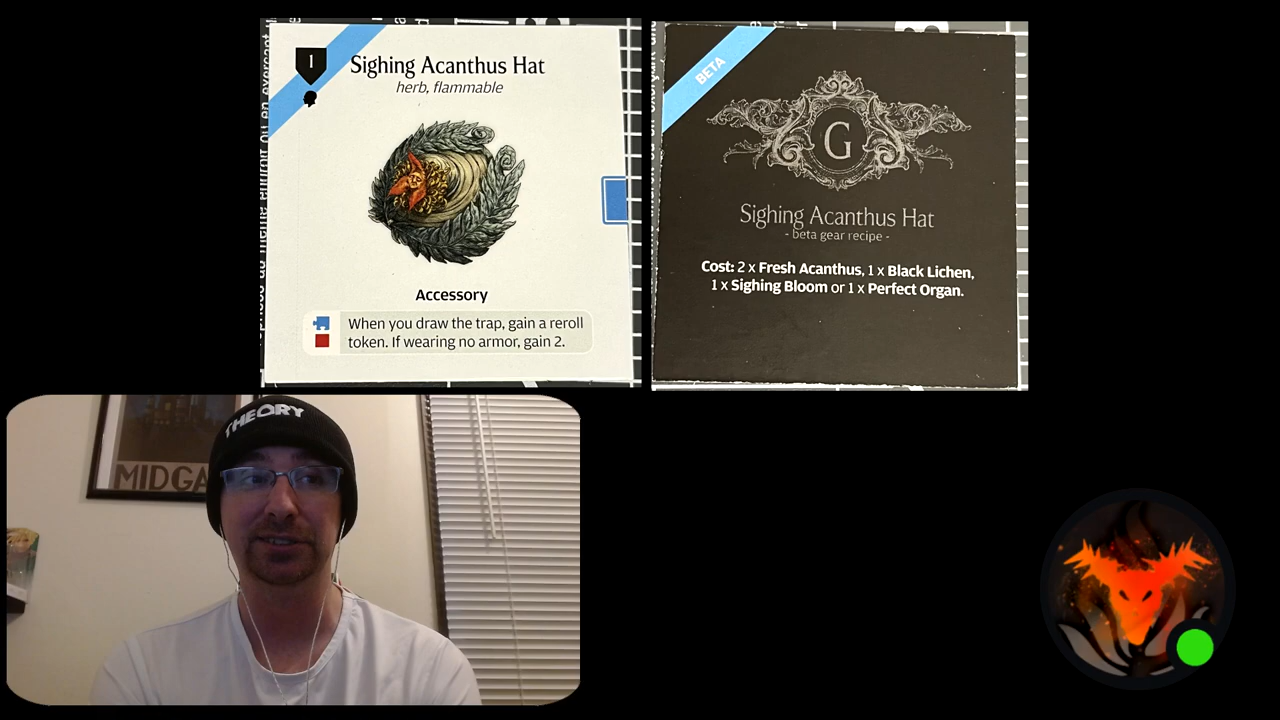 1
Sighing Acanthus Hat
herb, flammable
Accessory
When you draw the trap, gain a reroll
token. If wearing no armor, gain 2.
BETA
G
Sighing Acanthus Hat
- beta gear recipe -
Cost: 2 x Fresh Acanthus, 1 x Black Lichen,
1 x Sighing Bloom or 1 x Perfect Organ.
THEORY
MIDGA